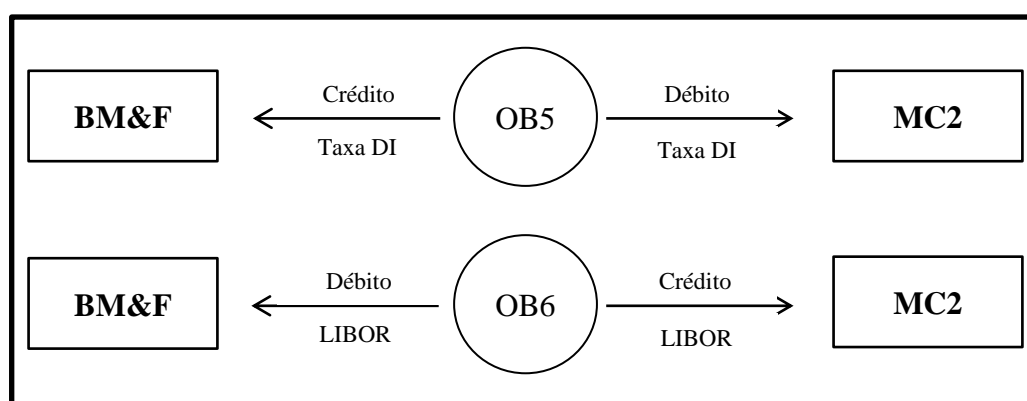 BM&F
Crédito
Taxa DI
OB5
Débito
Taxa DI
MC2
BM&F
Débito
LIBOR
OB6
Crédito
LIBOR
MC2